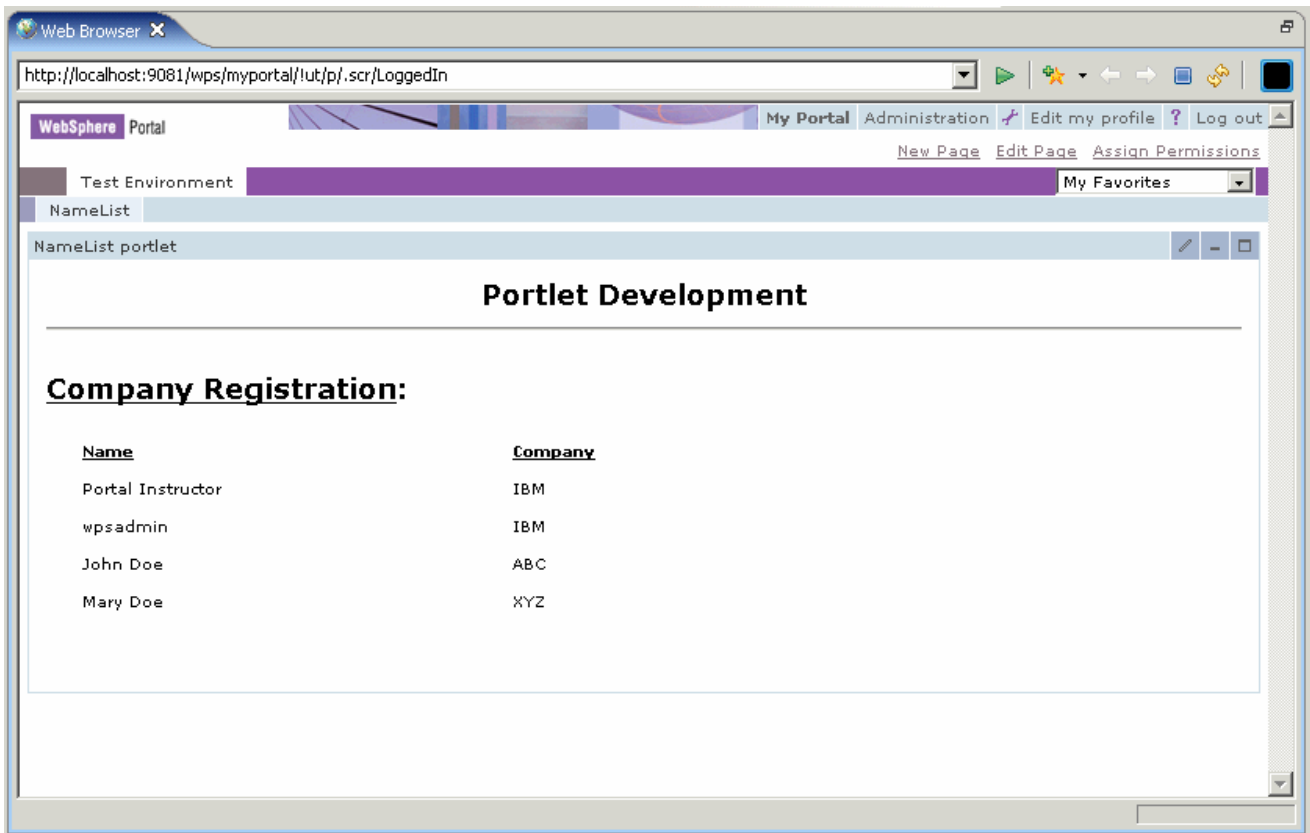 Web Browser
http://localhost:9081/wps/myportal/!ut/p/.scr/LoggedIn
WebSphere Portal
My Portal Administration Edit my profile ? Log out
New Page Edit Page Assign Permissions
Test Environment
My Favorites
NameList
NameList portlet
Portlet Development
Company Registration:
Name Company
Portal Instructor IBM
wpsadmin IBM
John Doe ABC
Mary Doe XYZ